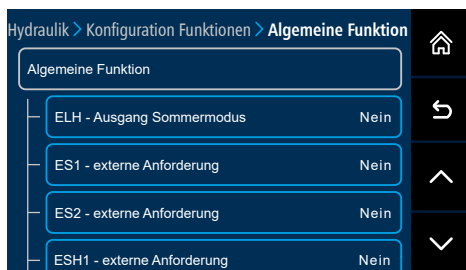 Hydraulik > Konfiguration Funktionen > Algemeine Funktion
Algemeine Funktion
ELH - Ausgang Sommermodus Nein
ES1 - externe Anforderung Nein
ES2 - externe Anforderung Nein
ESH1 - externe Anforderung Nein